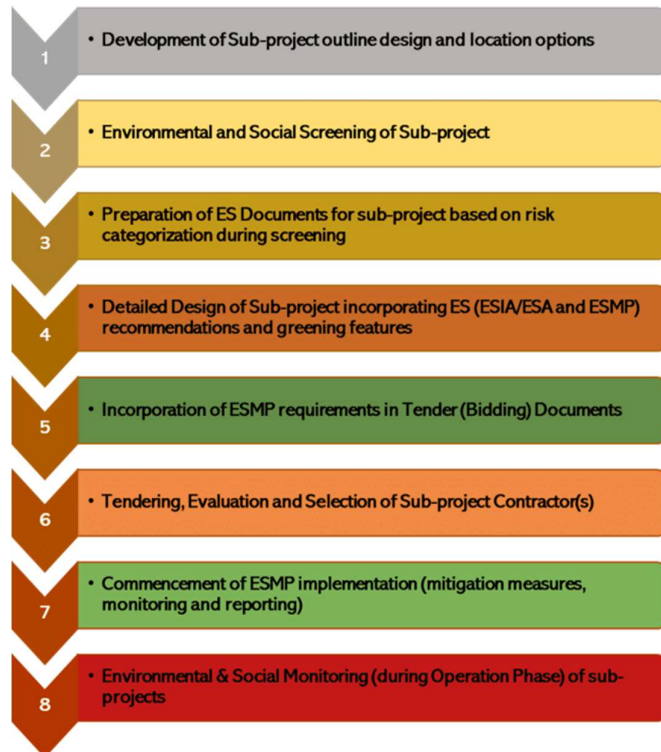 1
• Development of Sub-project outline design and location options
2
• Environmental and Social Screening of Sub-project
3
• Preparation of ES Documents for sub-project based on risk
categorization during screening
4
• Detailed Design of Sub-project incorporating ES (ESIA/ESA and ESMP)
recommendations and greening features
5
• Incorporation of ESMP requirements in Tender (Bidding) Documents
6
• Tendering, Evaluation and Selection of Sub-project Contractor(s)
7
• Commencement of ESMP implementation (mitigation measures,
monitoring and reporting)
8
• Environmental & Social Monitoring (during Operation Phase) of sub-
projects